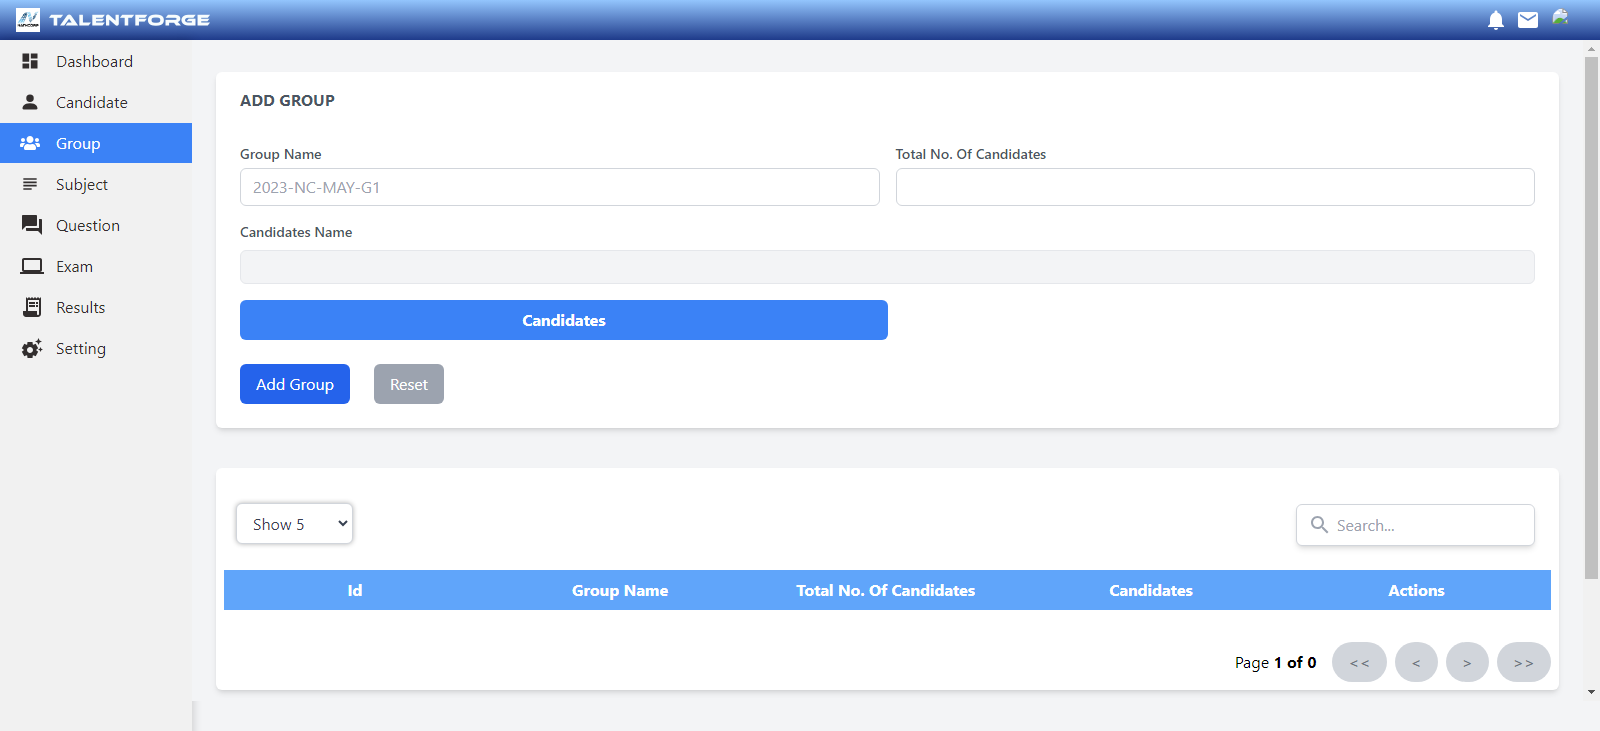 TALENTFORGE
Dashboard
Candidate
Group
Subject
Question
Exam
Results
Setting
ADD GROUP
Group Name
Total No. Of Candidates
2023-NC-MAY-G1
Candidates Name
Candidates
Add Group
Reset
Show 5
Search...
Id Group Name Total No. Of Candidates Candidates Actions
Page 1 of 0 << < > >>